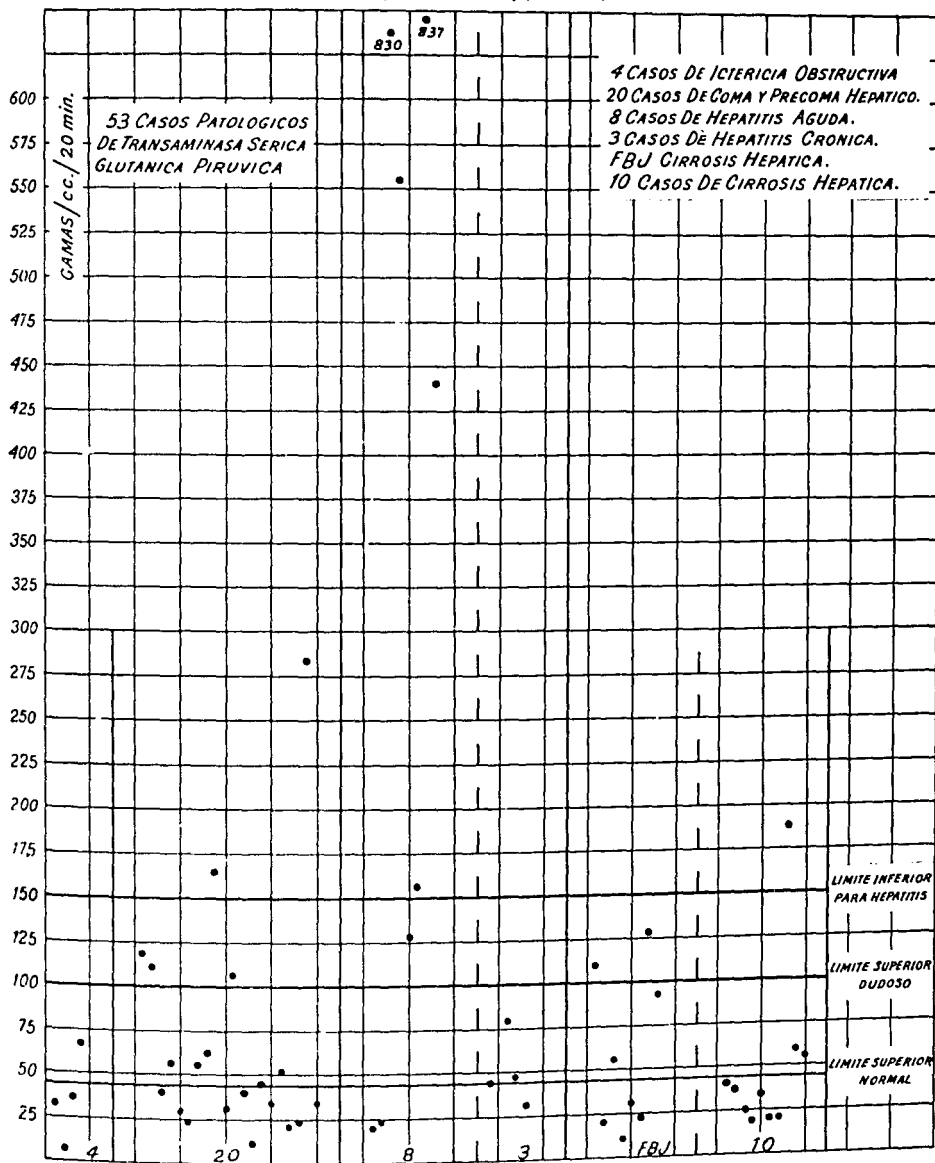 830
837
4 CASOS DE ICTERICIA OBSTRUCTIVA
20 CASOS DE COMA Y PRECOMA HEPATICO.
8 CASOS DE HEPATITIS AGUDA.
3 CASOS DE HEPATITIS CRONICA.
FBJ CIRROSIS HEPATICA.
10 CASOS DE CIRROSIS HEPATICA.
53 CASOS PATOLOGICOS
DE TRANSAMINASA SERICA
GLUTANICA PIRUVICA
GAMAS/cc./20 min.
600
575
550
525
500
475
450
425
400
375
350
325
300
275
250
225
200
175
150
125
100
75
50
25
LIMITE INFERIOR
PARA HEPATITIS
LIMITE SUPERIOR
DUDOSO
LIMITE SUPERIOR
NORMAL
4
20
8
3
FBJ
10